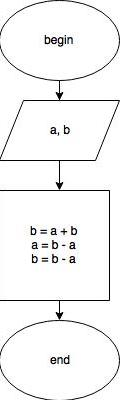 begin
a, b
b = a + b
a = b - a
b = b - a
end